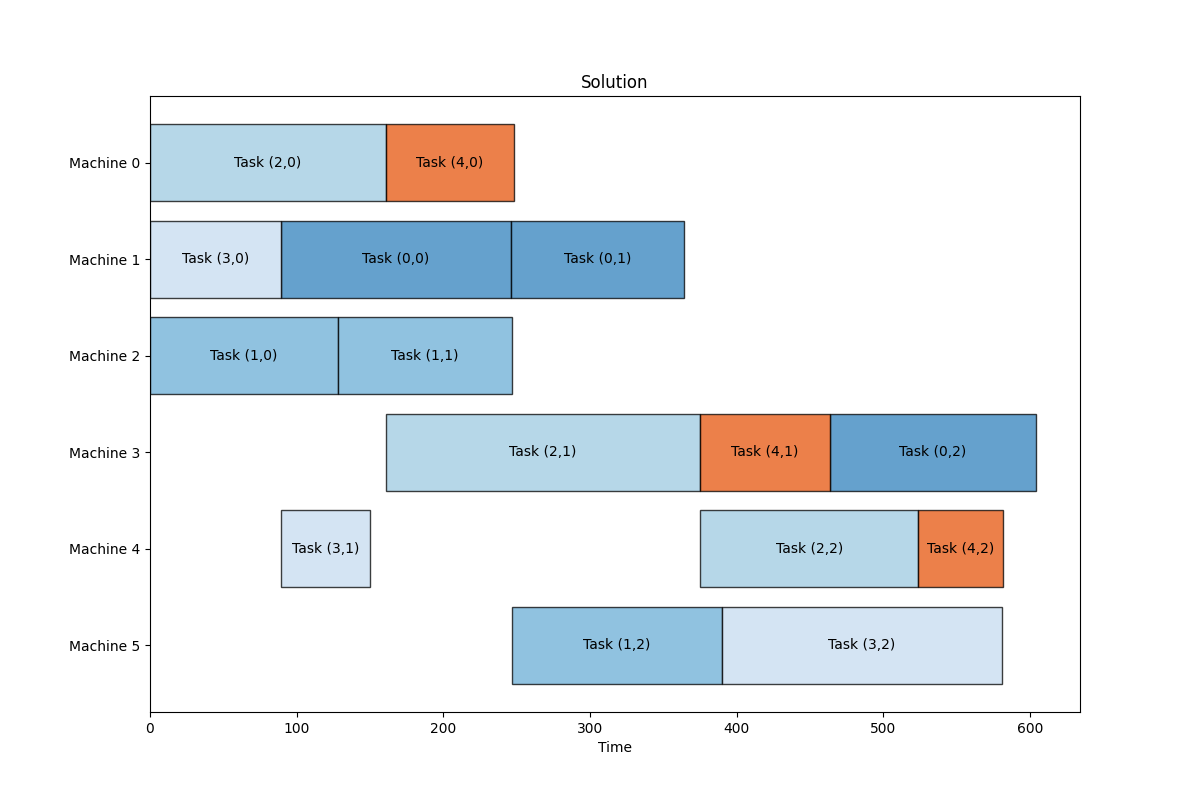 Solution
Machine 0
Task (2,0)
Task (4,0)
Machine 1
Task (3,0)
Task (0,0)
Task (0,1)
Machine 2
Task (1,0)
Task (1,1)
Machine 3
Task (2,1)
Task (4,1)
Task (0,2)
Machine 4
Task (3,1)
Task (2,2)
Task (4,2)
Machine 5
Task (1,2)
Task (3,2)
0 100 200 300 400 500 600
Time